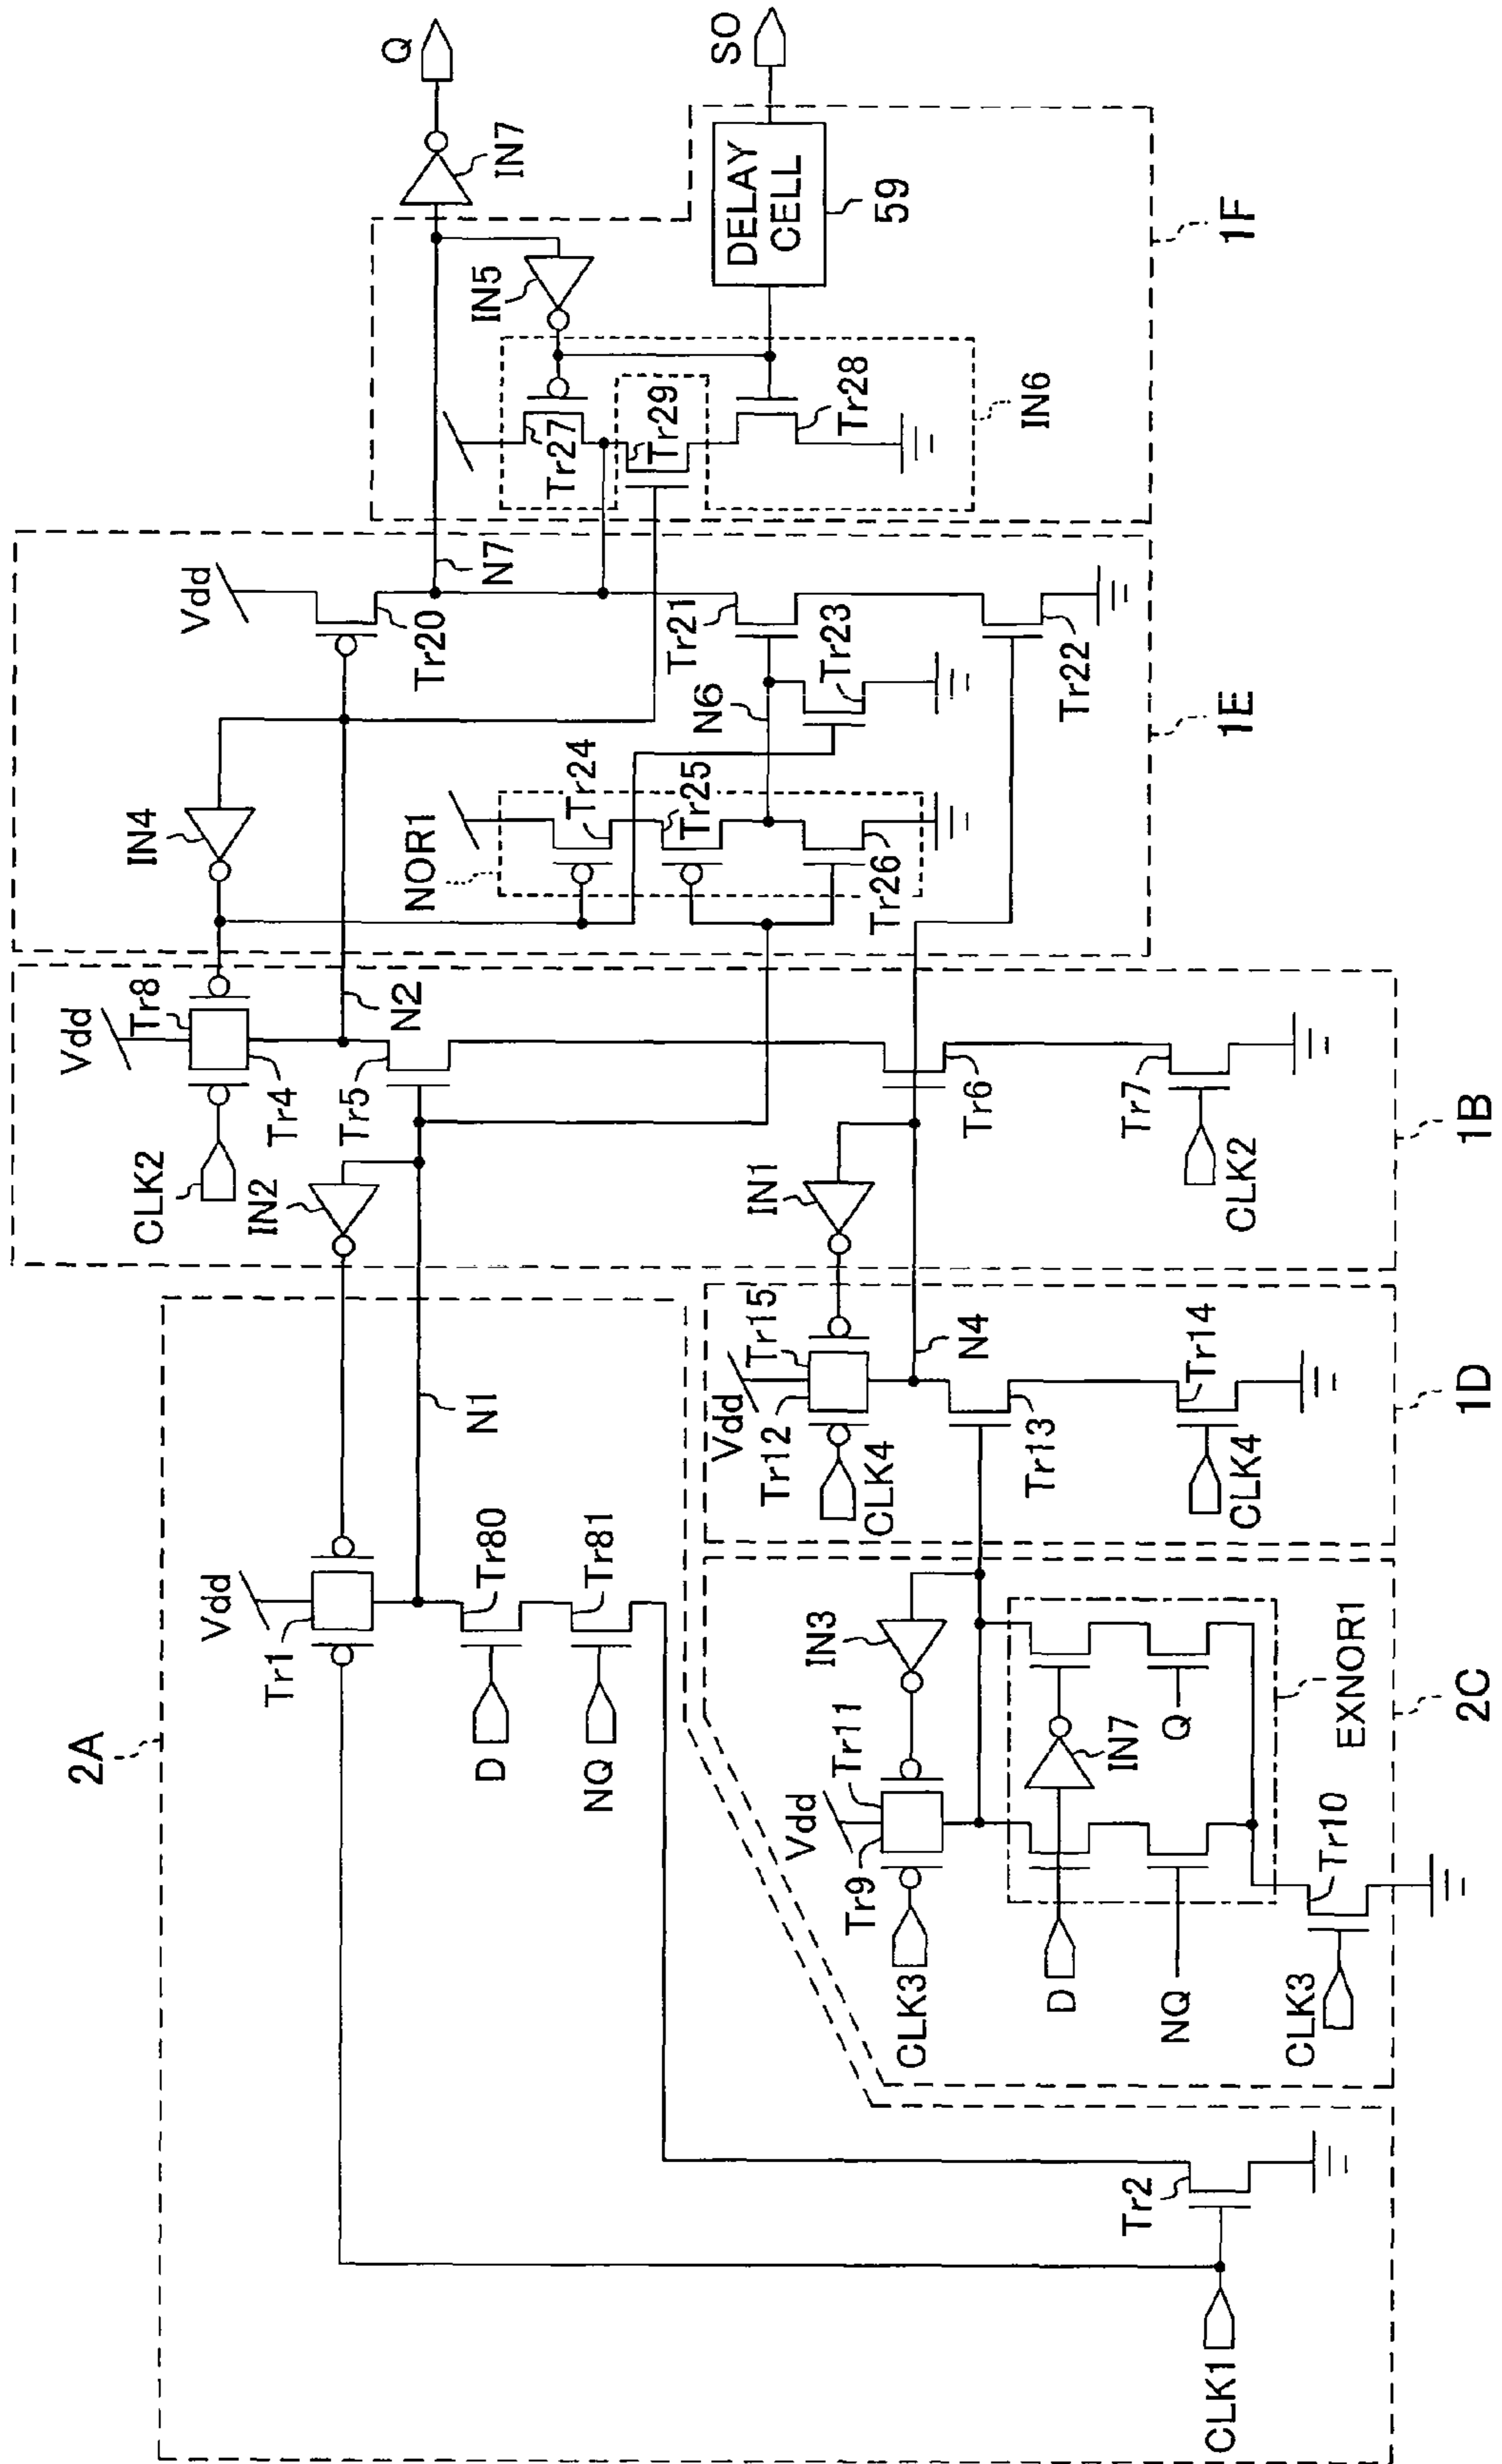 Q
SO
IN7
DELAY
CELL
59
IN5
Tr27
Tr29
Tr28
IN6
1F
Vdd
N7
Tr20
Tr21
N6
Tr23
Tr22
IN4
NOR1
Tr24
Tr25
Tr26
1E
Vdd
Tr8
N2
Tr4
Tr5
CLK2
IN2
IN1
Tr6
Tr7
CLK2
1B
N1
Vdd
Tr15
Tr12
CLK4
N4
Tr13
Tr14
CLK4
1D
2A
Vdd
Tr1
Tr80
D
Tr81
NQ
IN3
Vdd
Tr11
Tr9
CLK3
D
IN7
Q
NQ
EXNOR1
Tr10
CLK3
2C
Tr2
CLK1